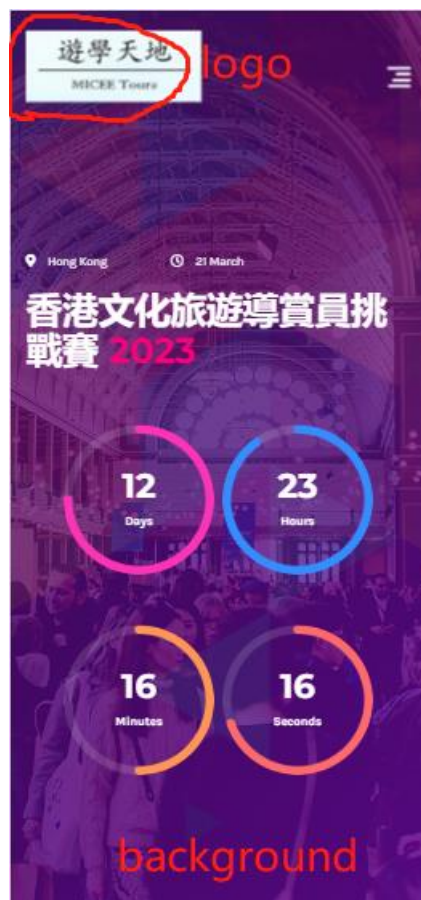 遊學天地
MICEE Tours
logo
Hong Kong
21 March
香港文化旅遊導賞員挑
戰賽 2023
12
Days
23
Hours
16
Minutes
16
Seconds
background